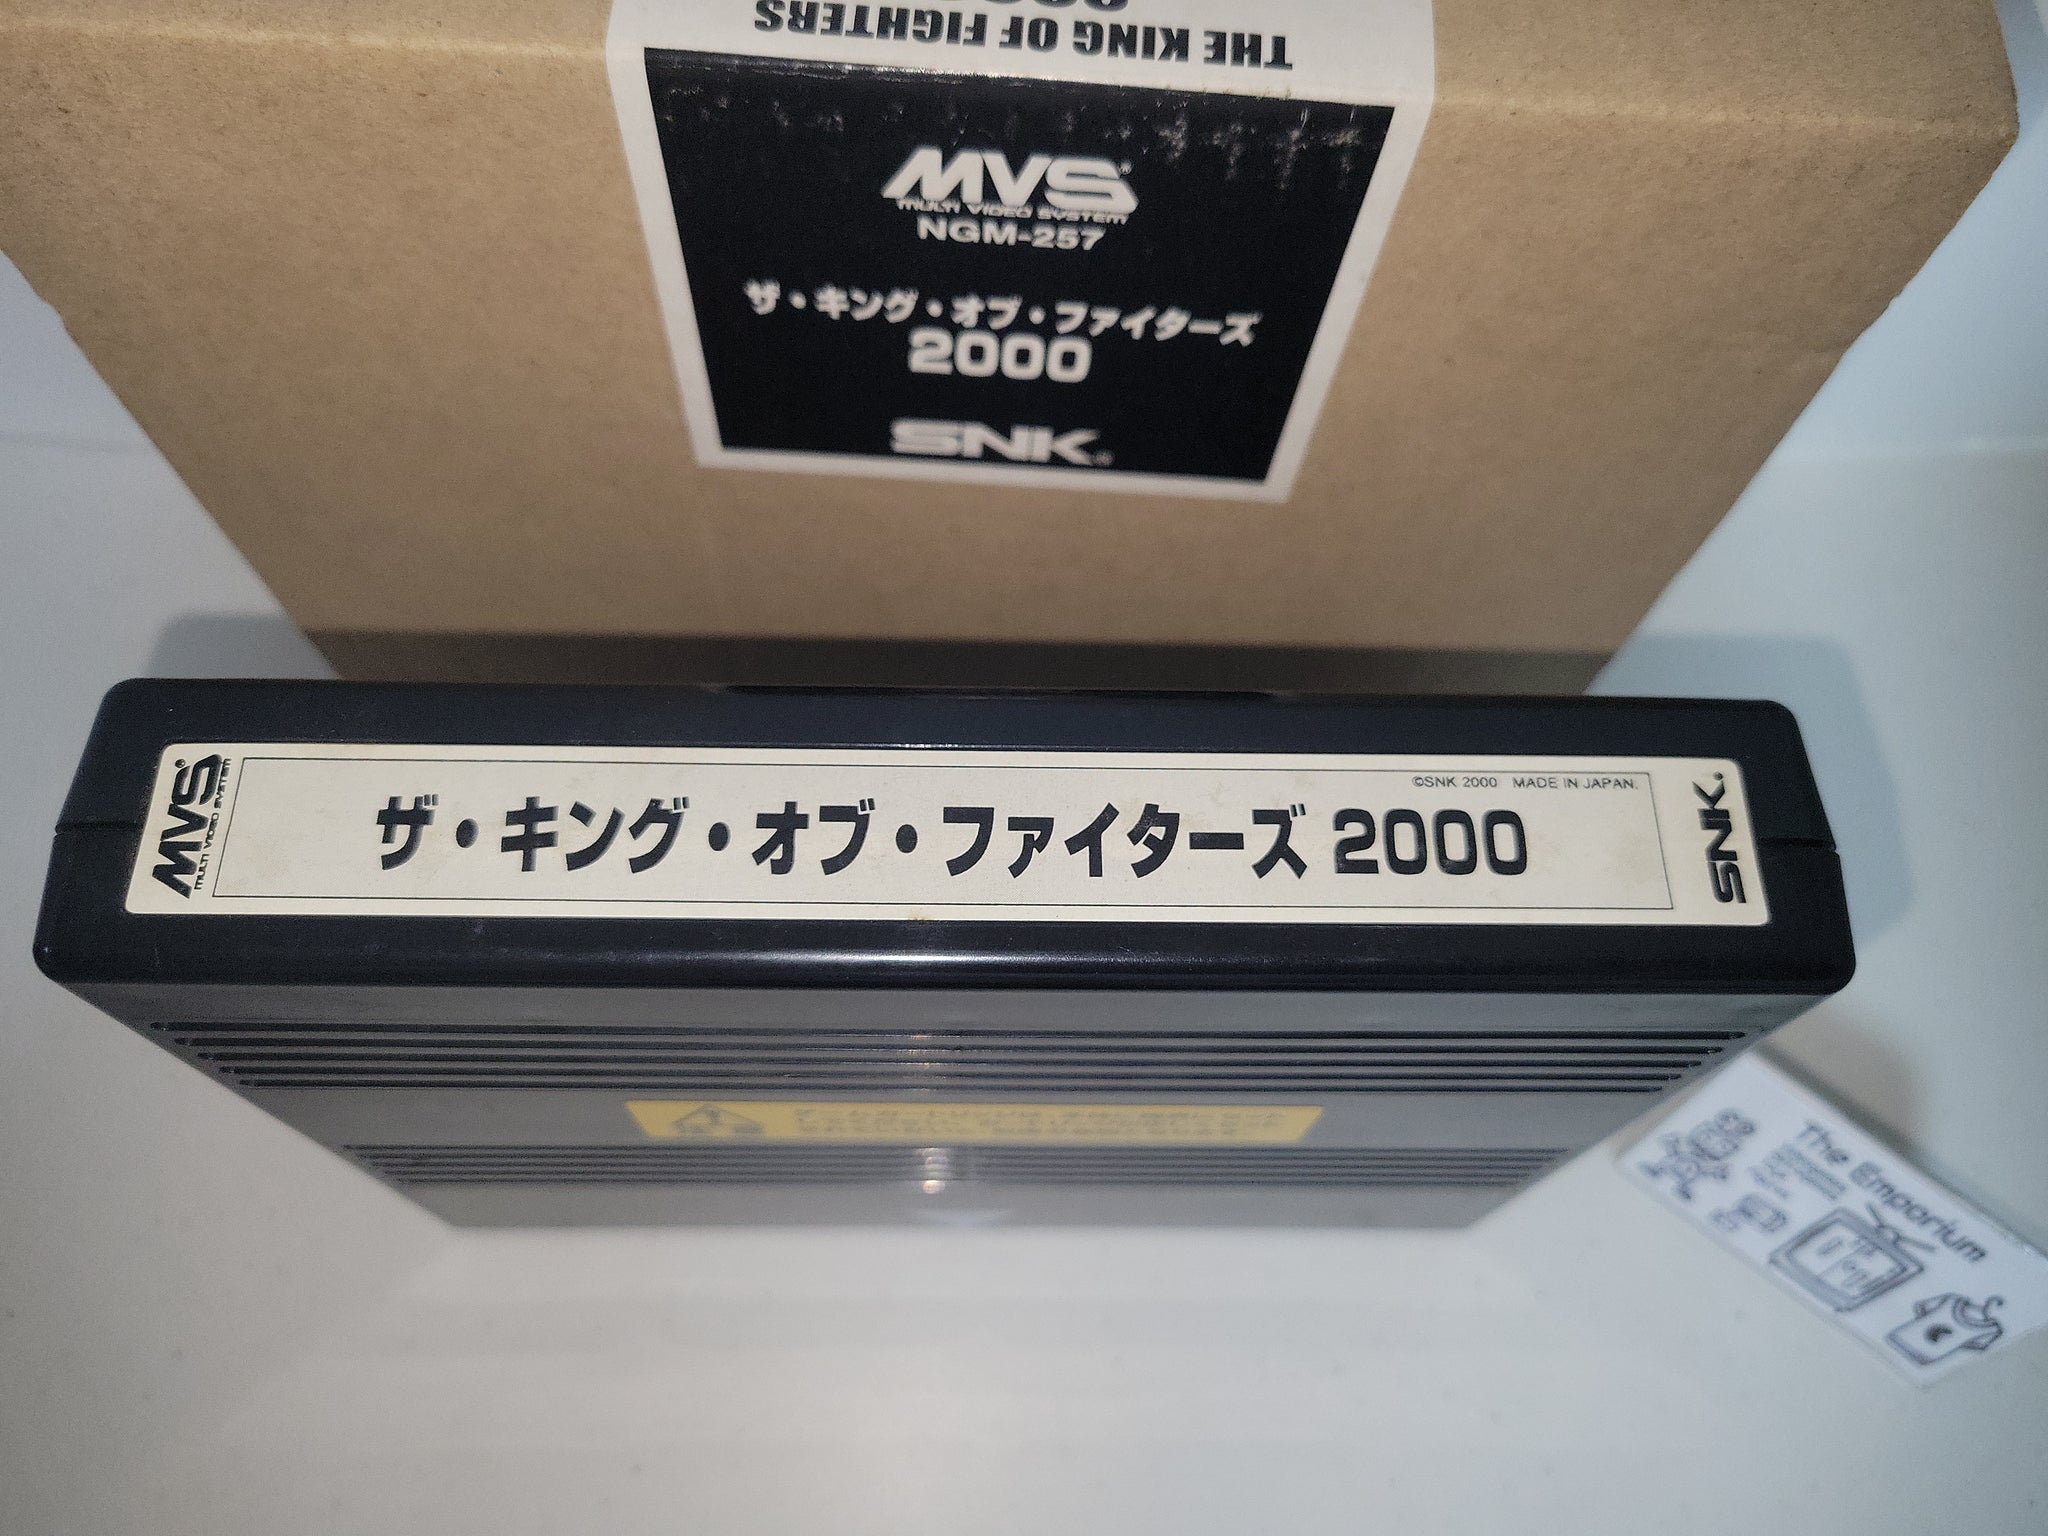 THE KING OF FIGHTERS
MVS
MULTI VIDEO SYSTEM
NGM-257
ザ・キング・オブ・ファイターズ
2000
SNK
MVS
MULTI VIDEO SYSTEM
©SNK 2000 MADE IN JAPAN.
ザ・キング・オブ・ファイターズ 2000
SNK
The Emporium